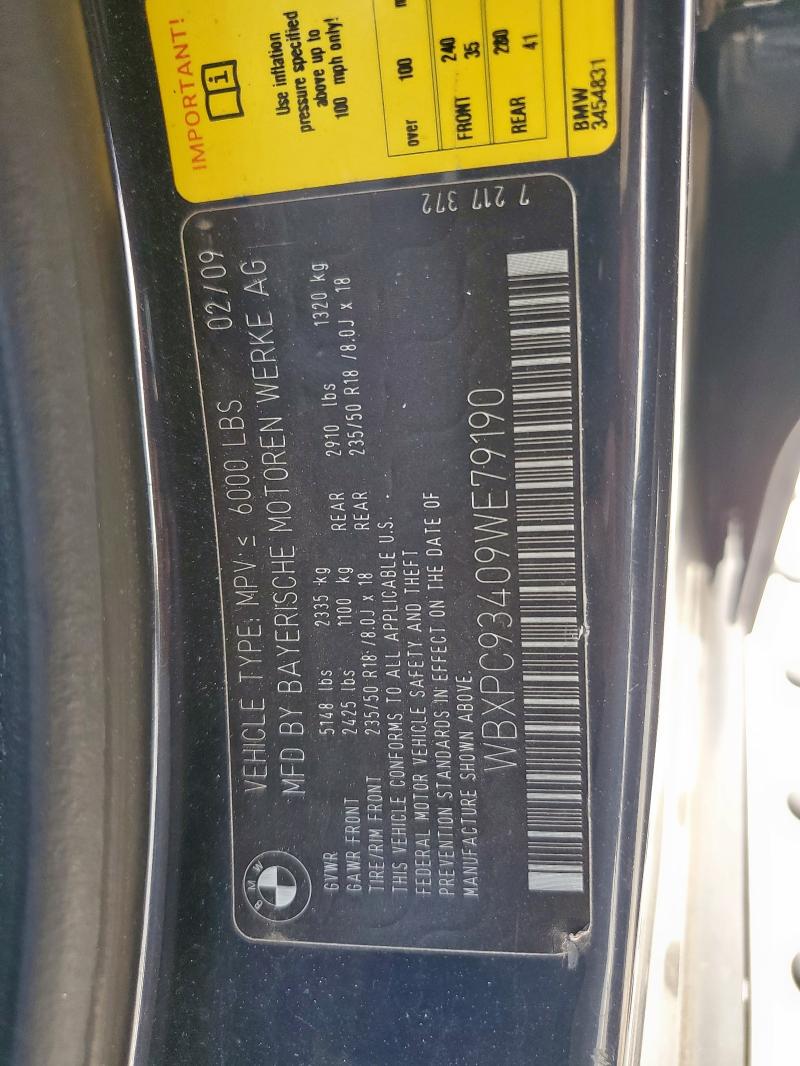 IMPORTANT!
Use inflation
pressure specified
above up to
100 mph only!
over 100
FRONT 240
35
REAR 280
41
BMW
3454831
VEHICLE TYPE: MPV ≤ 6000 LBS 02/09
MFD BY BAYERISCHE MOTOREN WERKE AG
BMW
GVWR 5148 lbs 2335 kg
GAWR FRONT 2425 lbs 1100 kg REAR 2910 lbs 1320 kg
TIRE/RIM FRONT 235/50 R18 /8.0J x 18 REAR 235/50 R18 /8.0J x 18
THIS VEHICLE CONFORMS TO ALL APPLICABLE U.S.
FEDERAL MOTOR VEHICLE SAFETY AND THEFT
PREVENTION STANDARDS IN EFFECT ON THE DATE OF
MANUFACTURE SHOWN ABOVE.
7 217 372
WBXPC93409WE79190